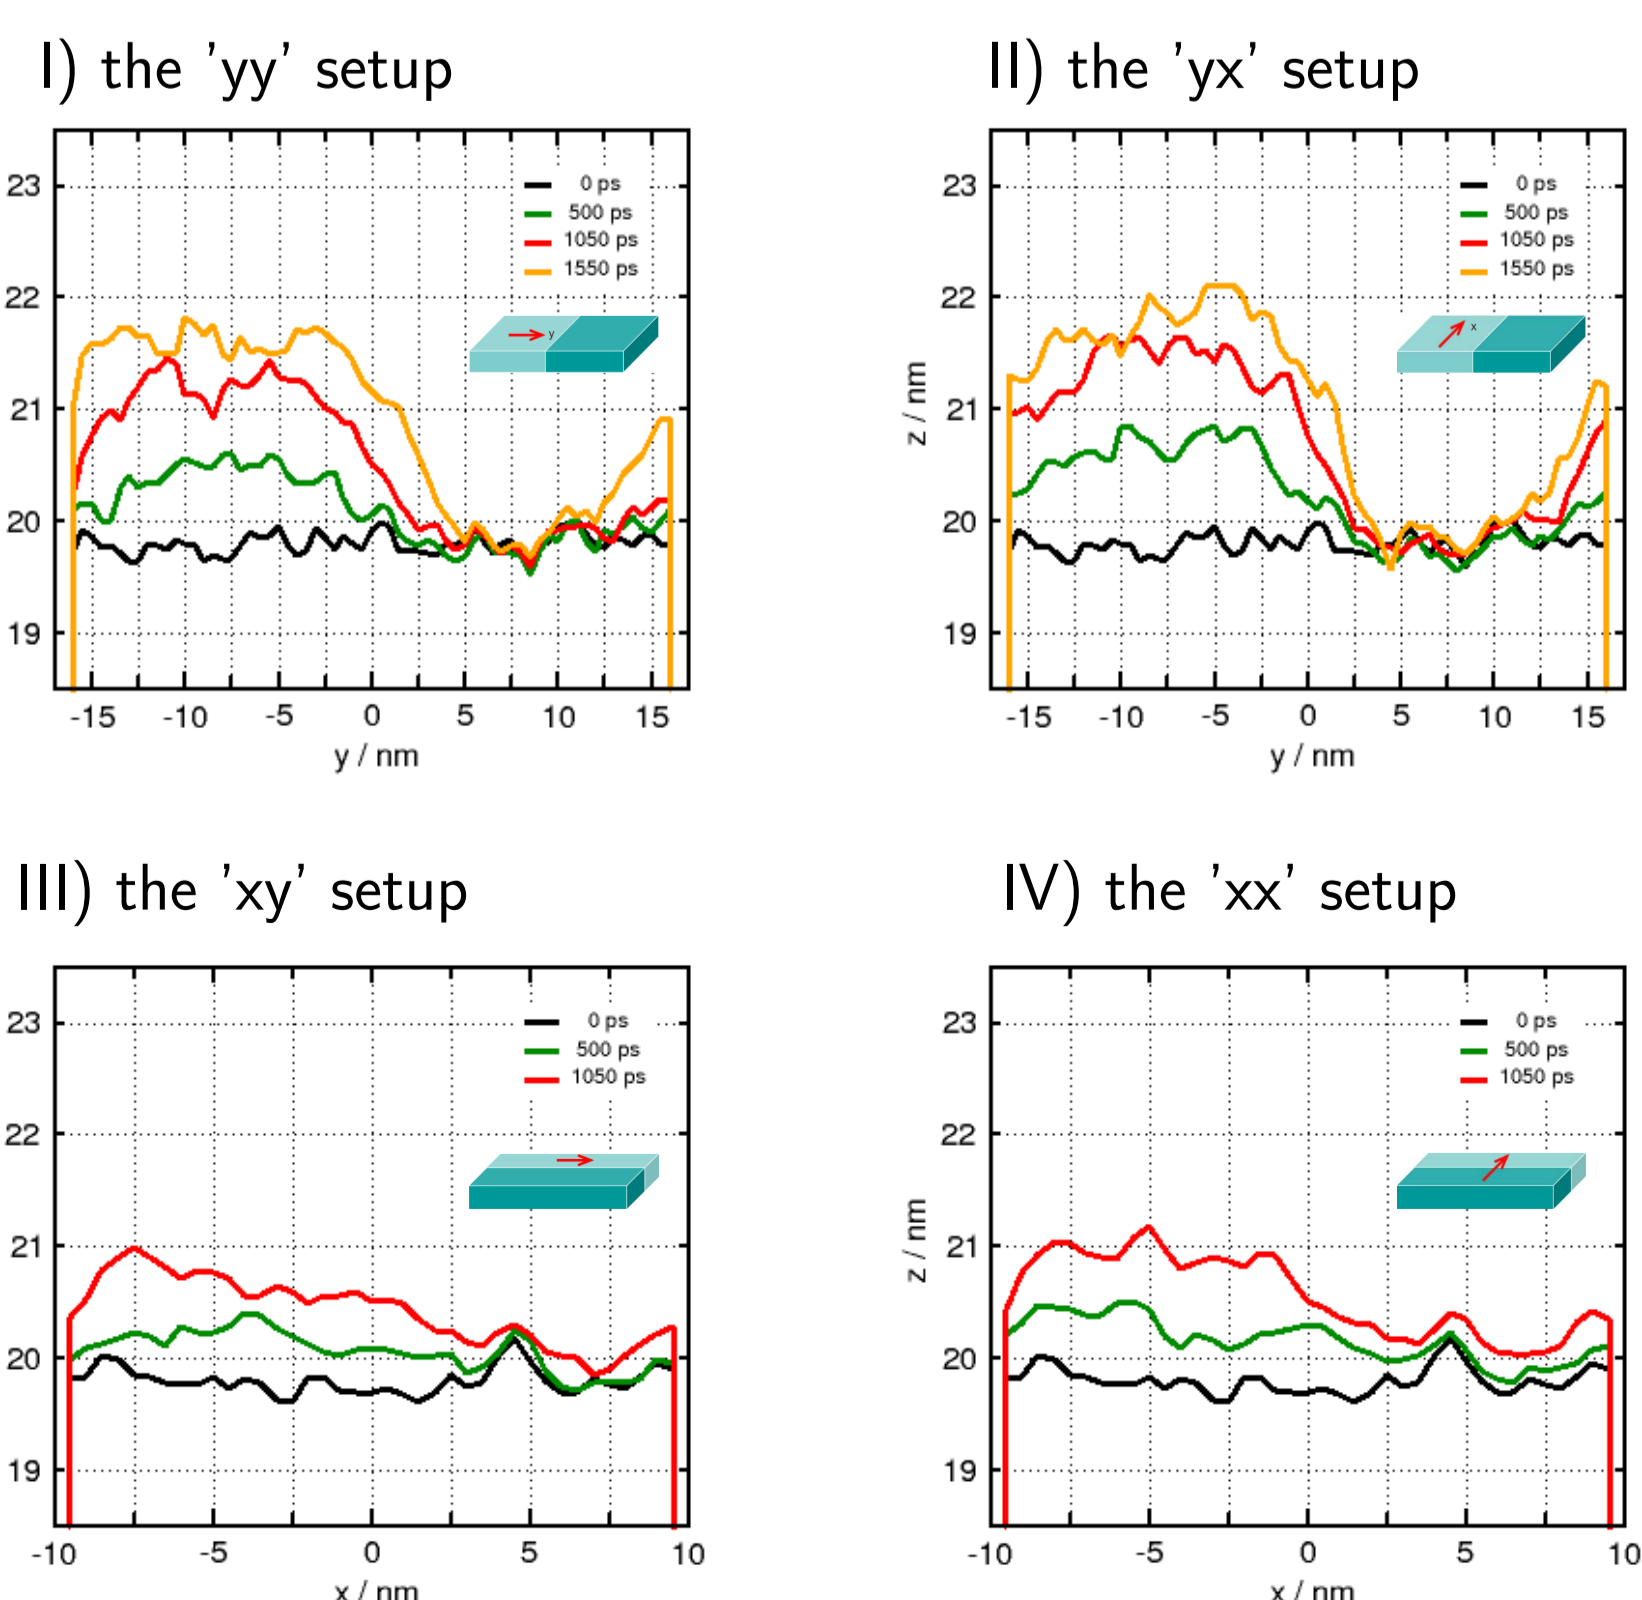 I) the 'yy' setup
23
22
21
20
19
0 ps
500 ps
1050 ps
1550 ps
y
-15 -10 -5 0 5 10 15
y / nm
II) the 'yx' setup
z / nm
23
22
21
20
19
0 ps
500 ps
1050 ps
1550 ps
x
-15 -10 -5 0 5 10 15
y / nm
III) the 'xy' setup
23
22
21
20
19
0 ps
500 ps
1050 ps
-10 -5 0 5 10
x / nm
IV) the 'xx' setup
z / nm
23
22
21
20
19
0 ps
500 ps
1050 ps
-10 -5 0 5 10
x / nm